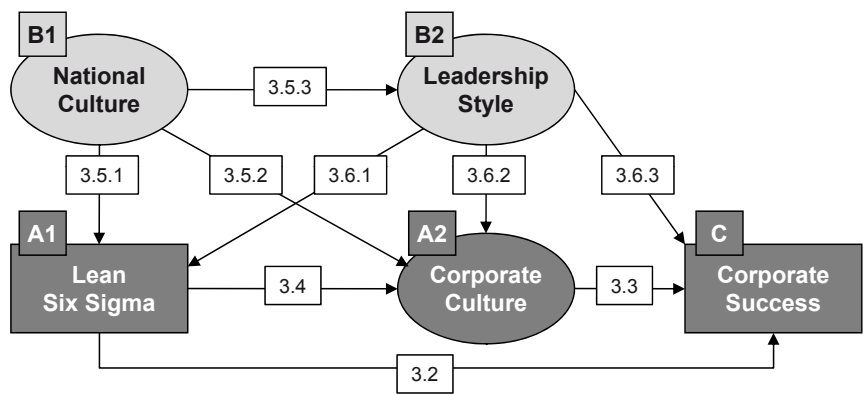 B1
National
Culture
B2
Leadership
Style
3.5.3
3.5.1
3.5.2
3.6.1
3.6.2
3.6.3
A1
Lean
Six Sigma
A2
Corporate
Culture
C
Corporate
Success
3.4
3.3
3.2